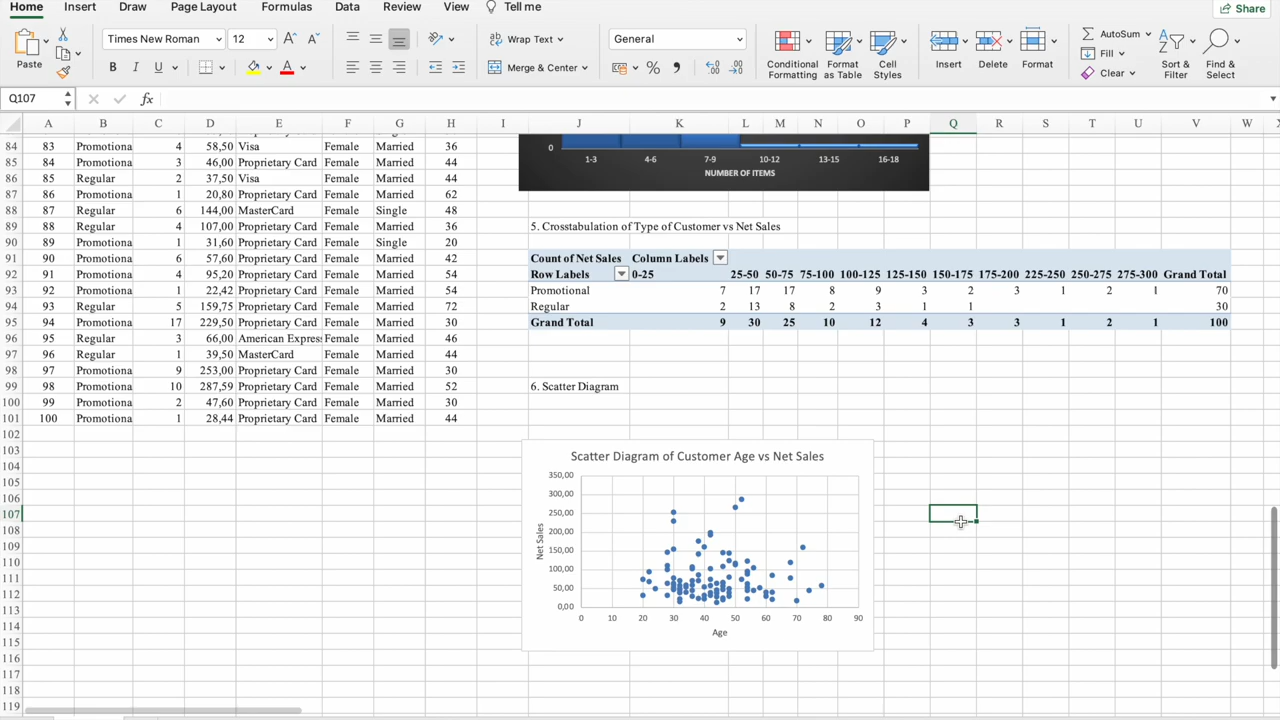 Home Insert Draw Page Layout Formulas Data Review View Tell me Share
Times New Roman 12 A^ A˅ Wrap Text General AutoSum
Fill
Paste B I U A Merge & Center % Conditional Formatting Format as Table Cell Styles Insert Delete Format Clear Sort & Filter Find & Select
Q107 fx
A B C D E F G H I J K L M N O P Q R S T U V W
84 83 Promotiona 4 58,50 Visa Female Married 36
85 84 Promotiona 3 46,00 Proprietary Card Female Married 44
86 85 Regular 2 37,50 Visa Female Married 44
87 86 Promotiona 1 20,80 Proprietary Card Female Married 62
88 87 Regular 6 144,00 MasterCard Female Single 48
89 88 Regular 4 107,00 Proprietary Card Female Married 36
90 89 Promotiona 1 31,60 Proprietary Card Female Single 20
91 90 Promotiona 6 57,60 Proprietary Card Female Married 42
92 91 Promotiona 4 95,20 Proprietary Card Female Married 54
93 92 Promotiona 1 22,42 Proprietary Card Female Married 54
94 93 Regular 5 159,75 Proprietary Card Female Married 72
95 94 Promotiona 17 229,50 Proprietary Card Female Married 30
96 95 Regular 3 66,00 American Express Female Married 46
97 96 Regular 1 39,50 MasterCard Female Married 44
98 97 Promotiona 9 253,00 Proprietary Card Female Married 30
99 98 Promotiona 10 287,59 Proprietary Card Female Married 52
100 99 Promotiona 2 47,60 Proprietary Card Female Married 30
101 100 Promotiona 1 28,44 Proprietary Card Female Married 44
102
103
104
105
106
107
108
109
110
111
112
113
114
115
116
117
118
119
0
1-3 4-6 7-9 10-12 13-15 16-18
NUMBER OF ITEMS
5. Crosstabulation of Type of Customer vs Net Sales
Count of Net Sales Column Labels
Row Labels 0-25 25-50 50-75 75-100 100-125 125-150 150-175 175-200 225-250 250-275 275-300 Grand Total
Promotional 7 17 17 8 9 3 2 3 1 2 1 70
Regular 2 13 8 2 3 1 1 30
Grand Total 9 30 25 10 12 4 3 3 1 2 1 100
6. Scatter Diagram
Scatter Diagram of Customer Age vs Net Sales
350,00
300,00
250,00
200,00
150,00
100,00
50,00
0,00
Net Sales
0 10 20 30 40 50 60 70 80 90
Age